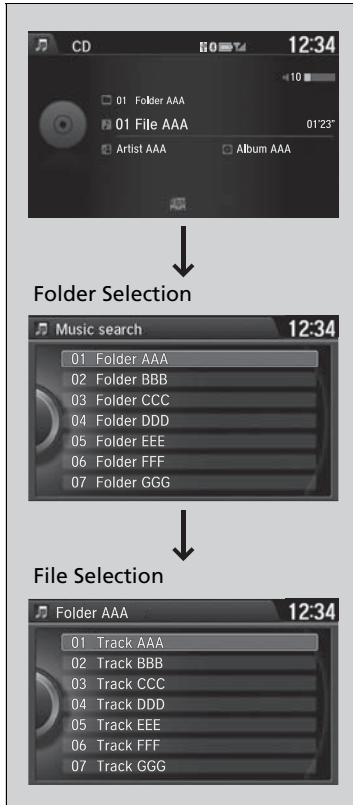 CD 12:34
10
01 Folder AAA
01 File AAA 01'23"
Artist AAA Album AAA
Folder Selection
Music search 12:34
01 Folder AAA
02 Folder BBB
03 Folder CCC
04 Folder DDD
05 Folder EEE
06 Folder FFF
07 Folder GGG
File Selection
Folder AAA 12:34
01 Track AAA
02 Track BBB
03 Track CCC
04 Track DDD
05 Track EEE
06 Track FFF
07 Track GGG